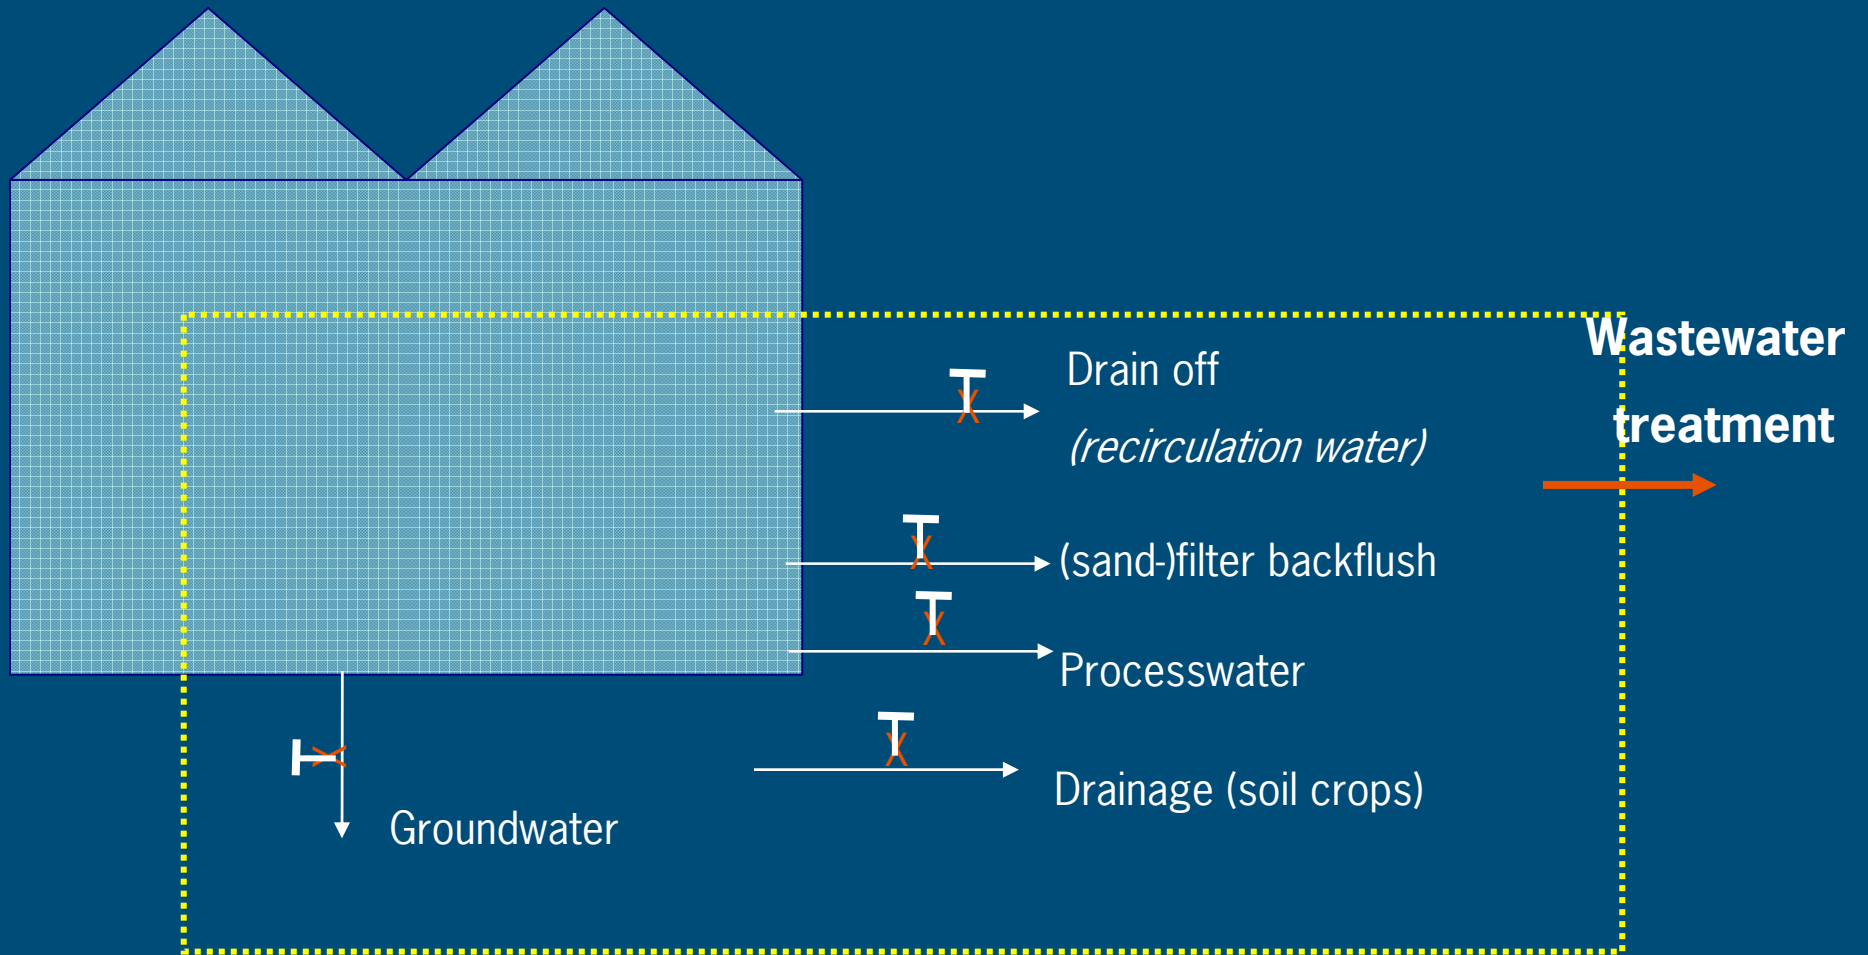 Wastewater
treatment
Drain off
(recirculation water)
(sand-)filter backflush
Processwater
Drainage (soil crops)
Groundwater